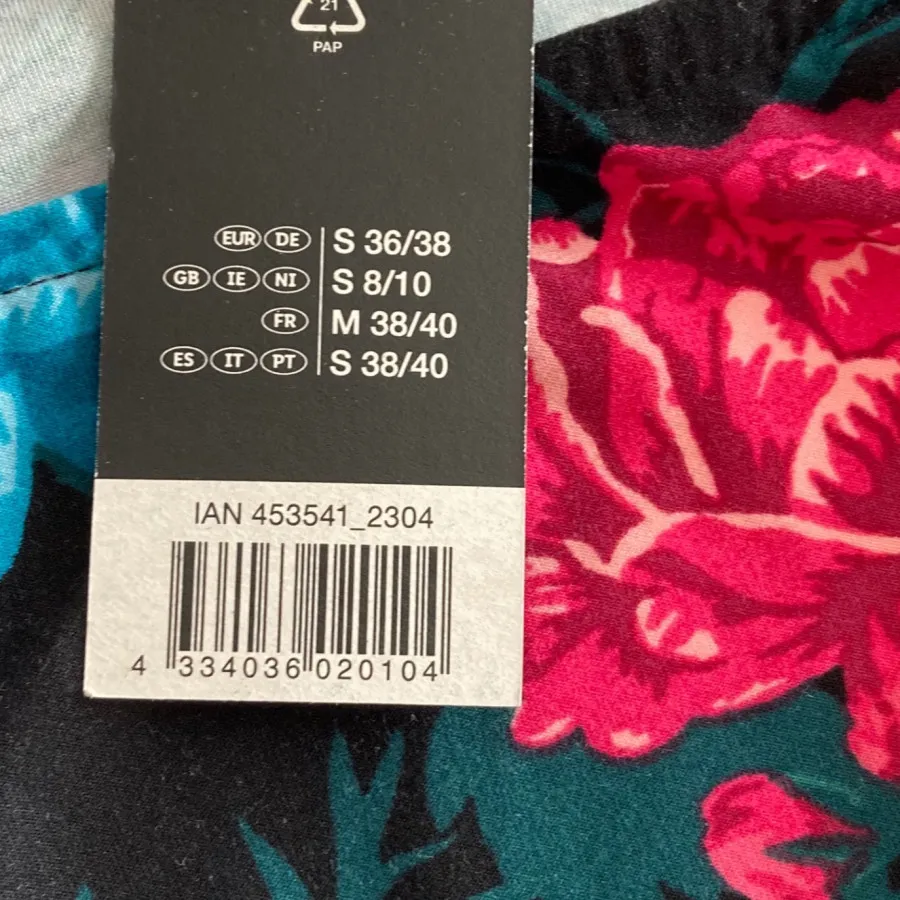 21
PAP
EUR DE S 36/38
GB IE NI S 8/10
FR M 38/40
ES IT PT S 38/40
IAN 453541_2304
4 334036 020104